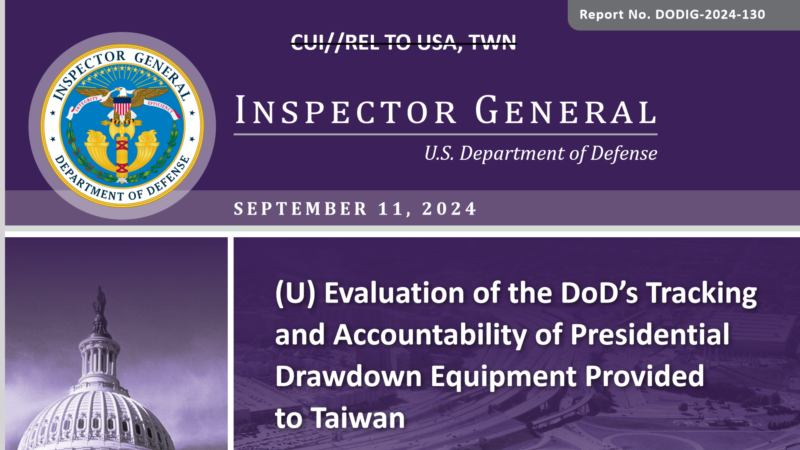 Report No. DODIG-2024-130
CUI//REL TO USA, TWN
INSPECTOR GENERAL
DEPARTMENT OF DEFENSE
INTEGRITY
INSPECTOR GENERAL
U.S. Department of Defense
SEPTEMBER 11, 2024
(U) Evaluation of the DoD’s Tracking
and Accountability of Presidential
Drawdown Equipment Provided
to Taiwan